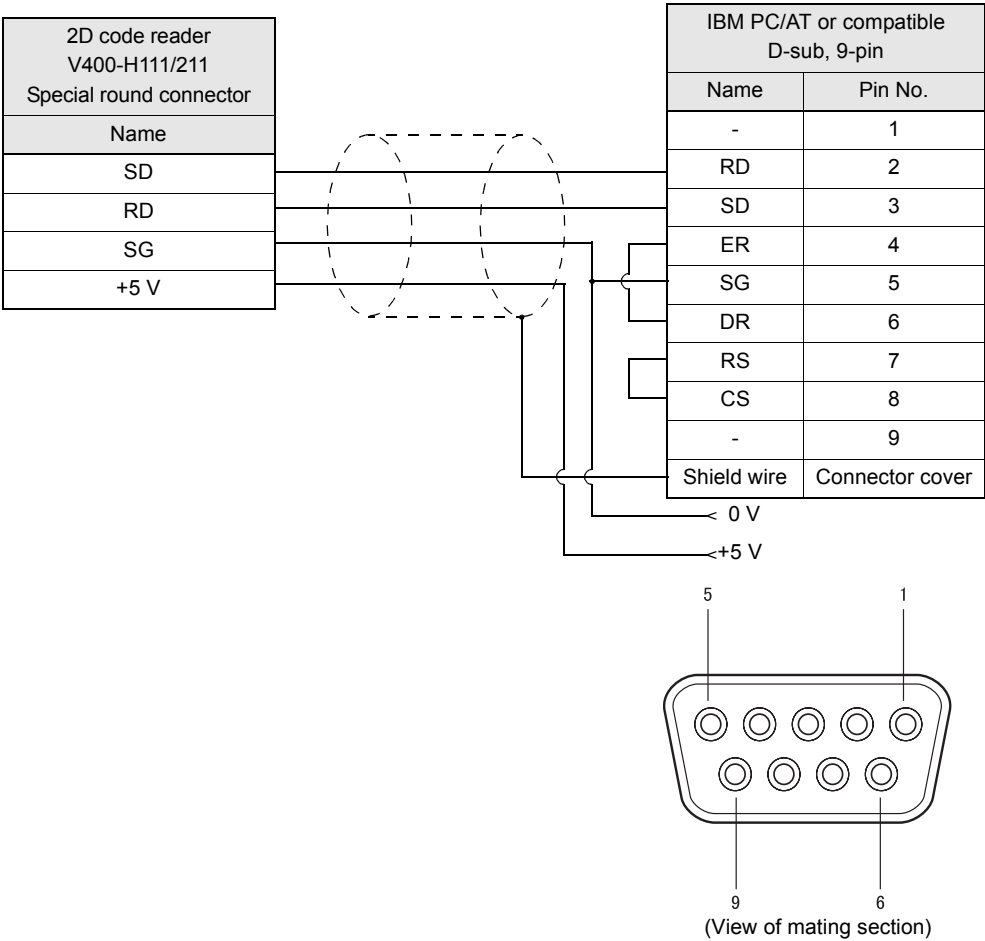 2D code reader
V400-H111/211
Special round connector
Name
SD
RD
SG
+5 V
IBM PC/AT or compatible
D-sub, 9-pin
Name Pin No.
- 1
RD 2
SD 3
ER 4
SG 5
DR 6
RS 7
CS 8
- 9
Shield wire Connector cover
0 V
+5 V
5 1
9 6
(View of mating section)